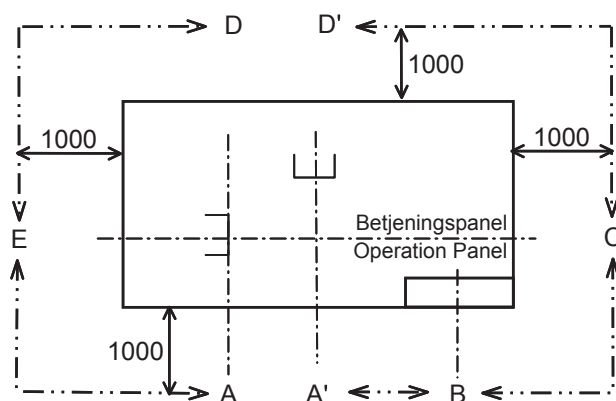 D D'
1000
1000 1000
Betjeningspanel
E Operation Panel C
1000
A A' B